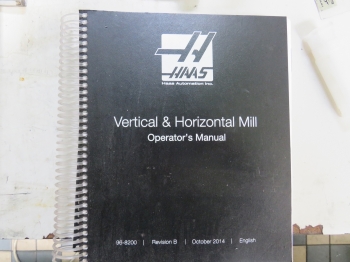 HAAS
Haas Automation Inc.
Vertical & Horizontal Mill
Operator's Manual
96-8200 | Revision B | October 2014 | English